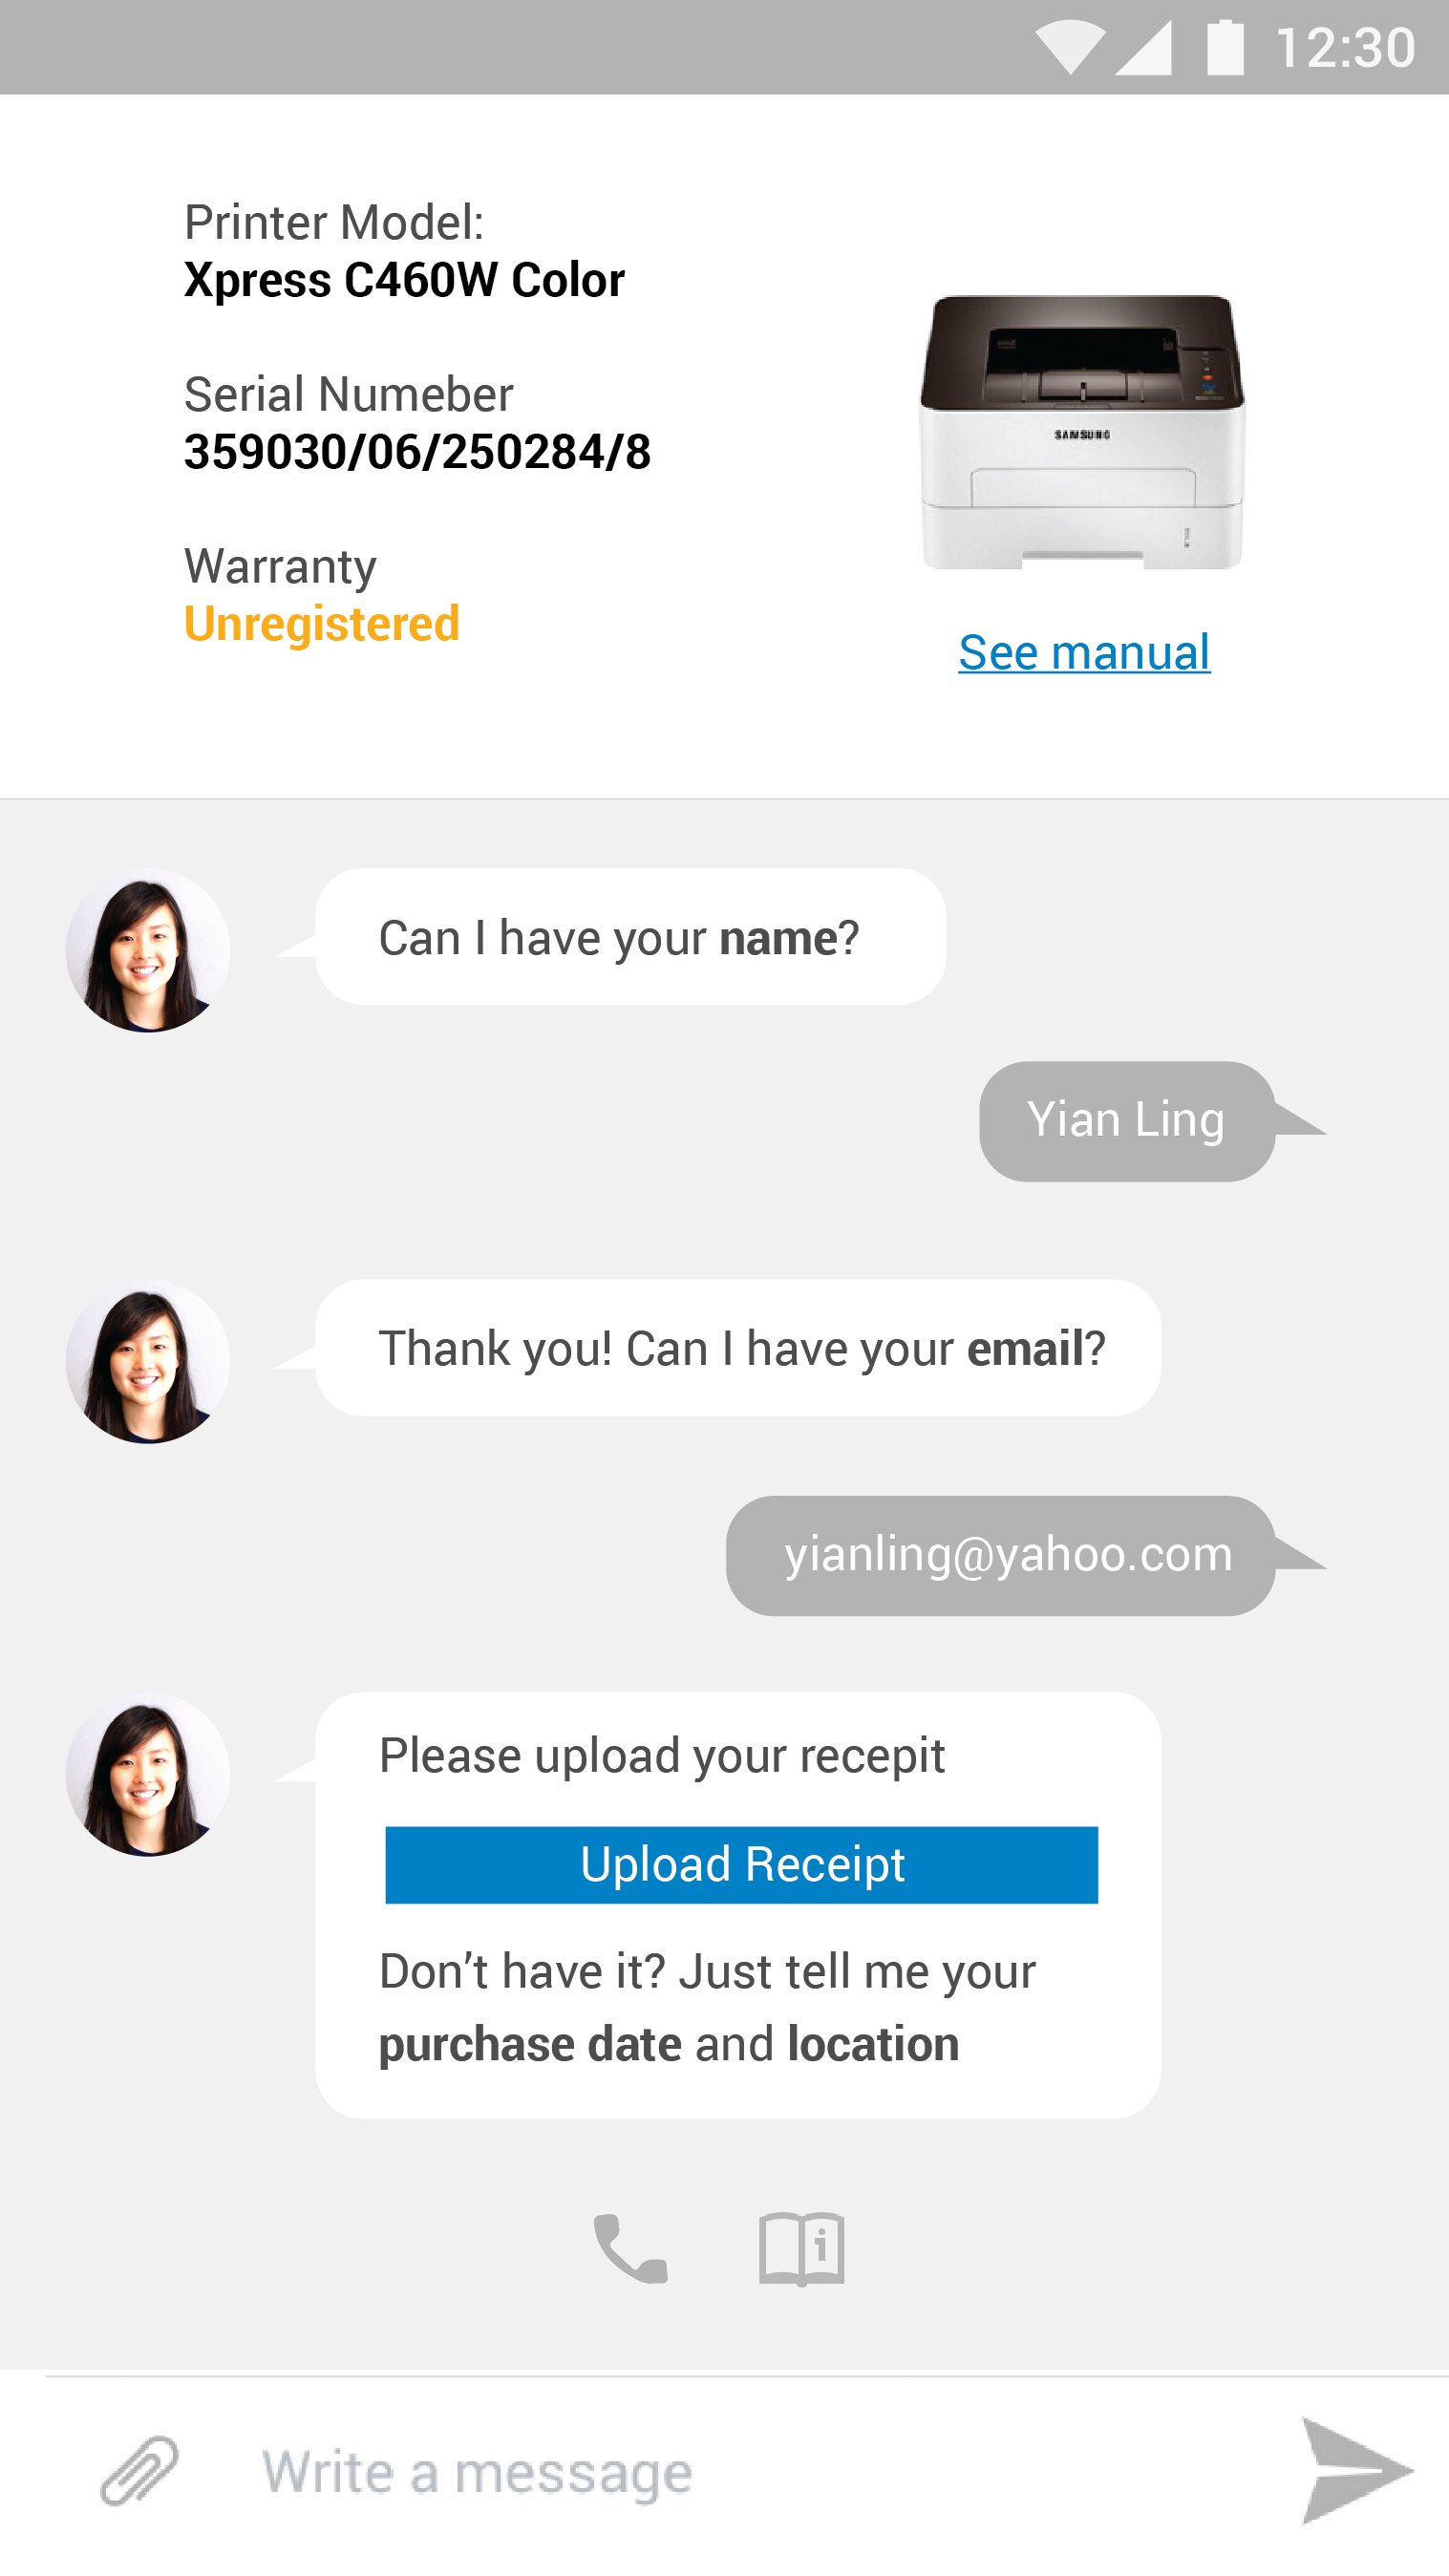 12:30
Printer Model:
Xpress C460W Color
Serial Numeber
359030/06/250284/8
Warranty
Unregistered
SAMSUNG
See manual
Can I have your name?
Yian Ling
Thank you! Can I have your email?
yianling@yahoo.com
Please upload your recepit
Upload Receipt
Don’t have it? Just tell me your
purchase date and location
Write a message